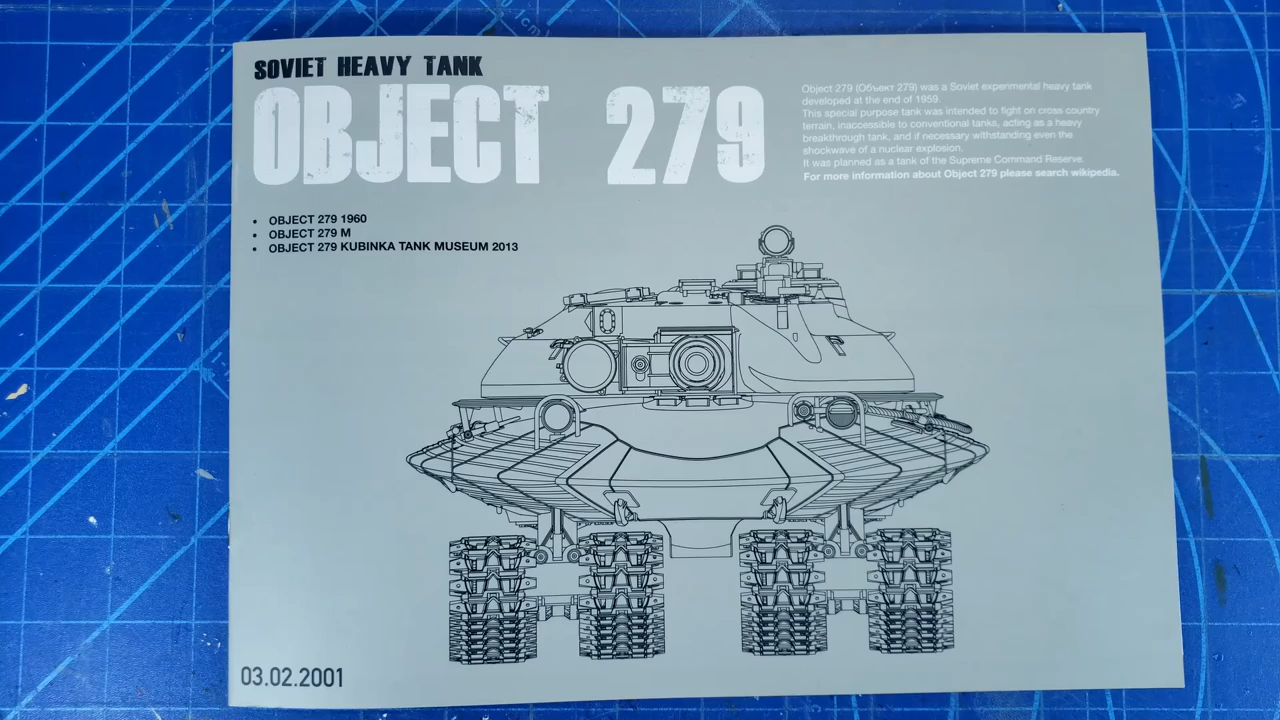 SOVIET HEAVY TANK
OBJECT 279
Object 279 (Объект 279) was a Soviet experimental heavy tank
developed at the end of 1959.
This special purpose tank was intended to fight on cross country
terrain, inaccessible to conventional tanks, acting as a heavy
breakthrough tank, and if necessary withstanding even the
shockwave of a nuclear explosion.
It was planned as a tank of the Supreme Command Reserve.
For more information about Object 279 please search wikipedia.
• OBJECT 279 1960
• OBJECT 279 M
• OBJECT 279 KUBINKA TANK MUSEUM 2013
0
03.02.2001